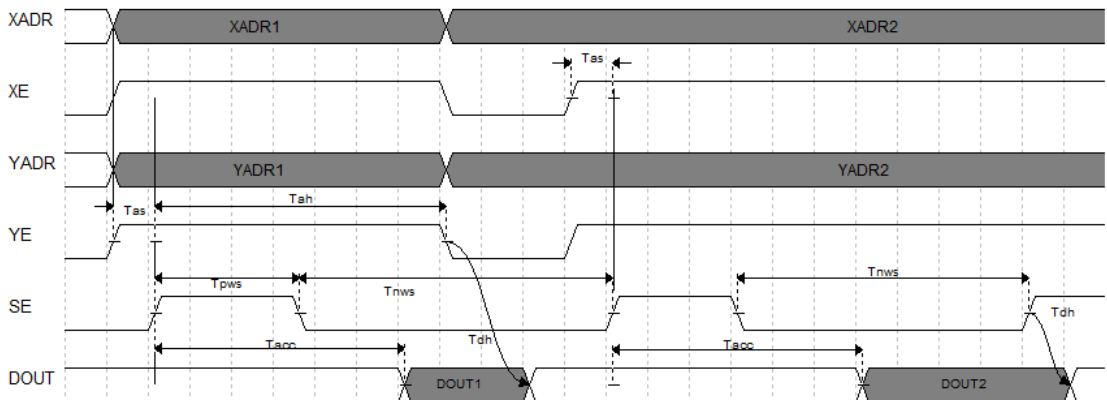 XADR
XADR1
XADR2
Tas
XE
YADR
YADR1
YADR2
Tas
Tah
YE
Tpws
Tnws
Tnws
SE
Tdh
Tdh
Tacc
Tacc
DOUT
DOUT1
DOUT2